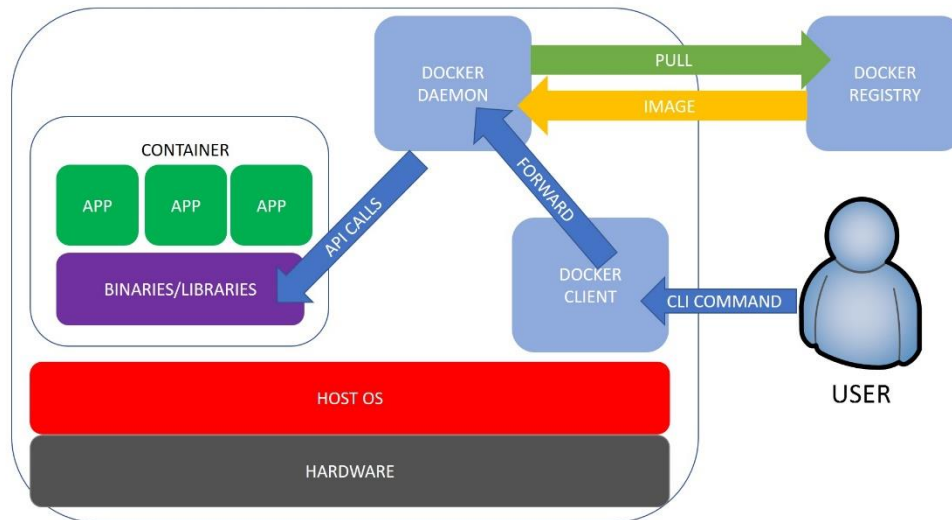 DOCKER
DAEMON
PULL
IMAGE
DOCKER
REGISTRY
CONTAINER
APP
APP
APP
BINARIES/LIBRARIES
API CALLS
FORWARD
DOCKER
CLIENT
CLI COMMAND
USER
HOST OS
HARDWARE